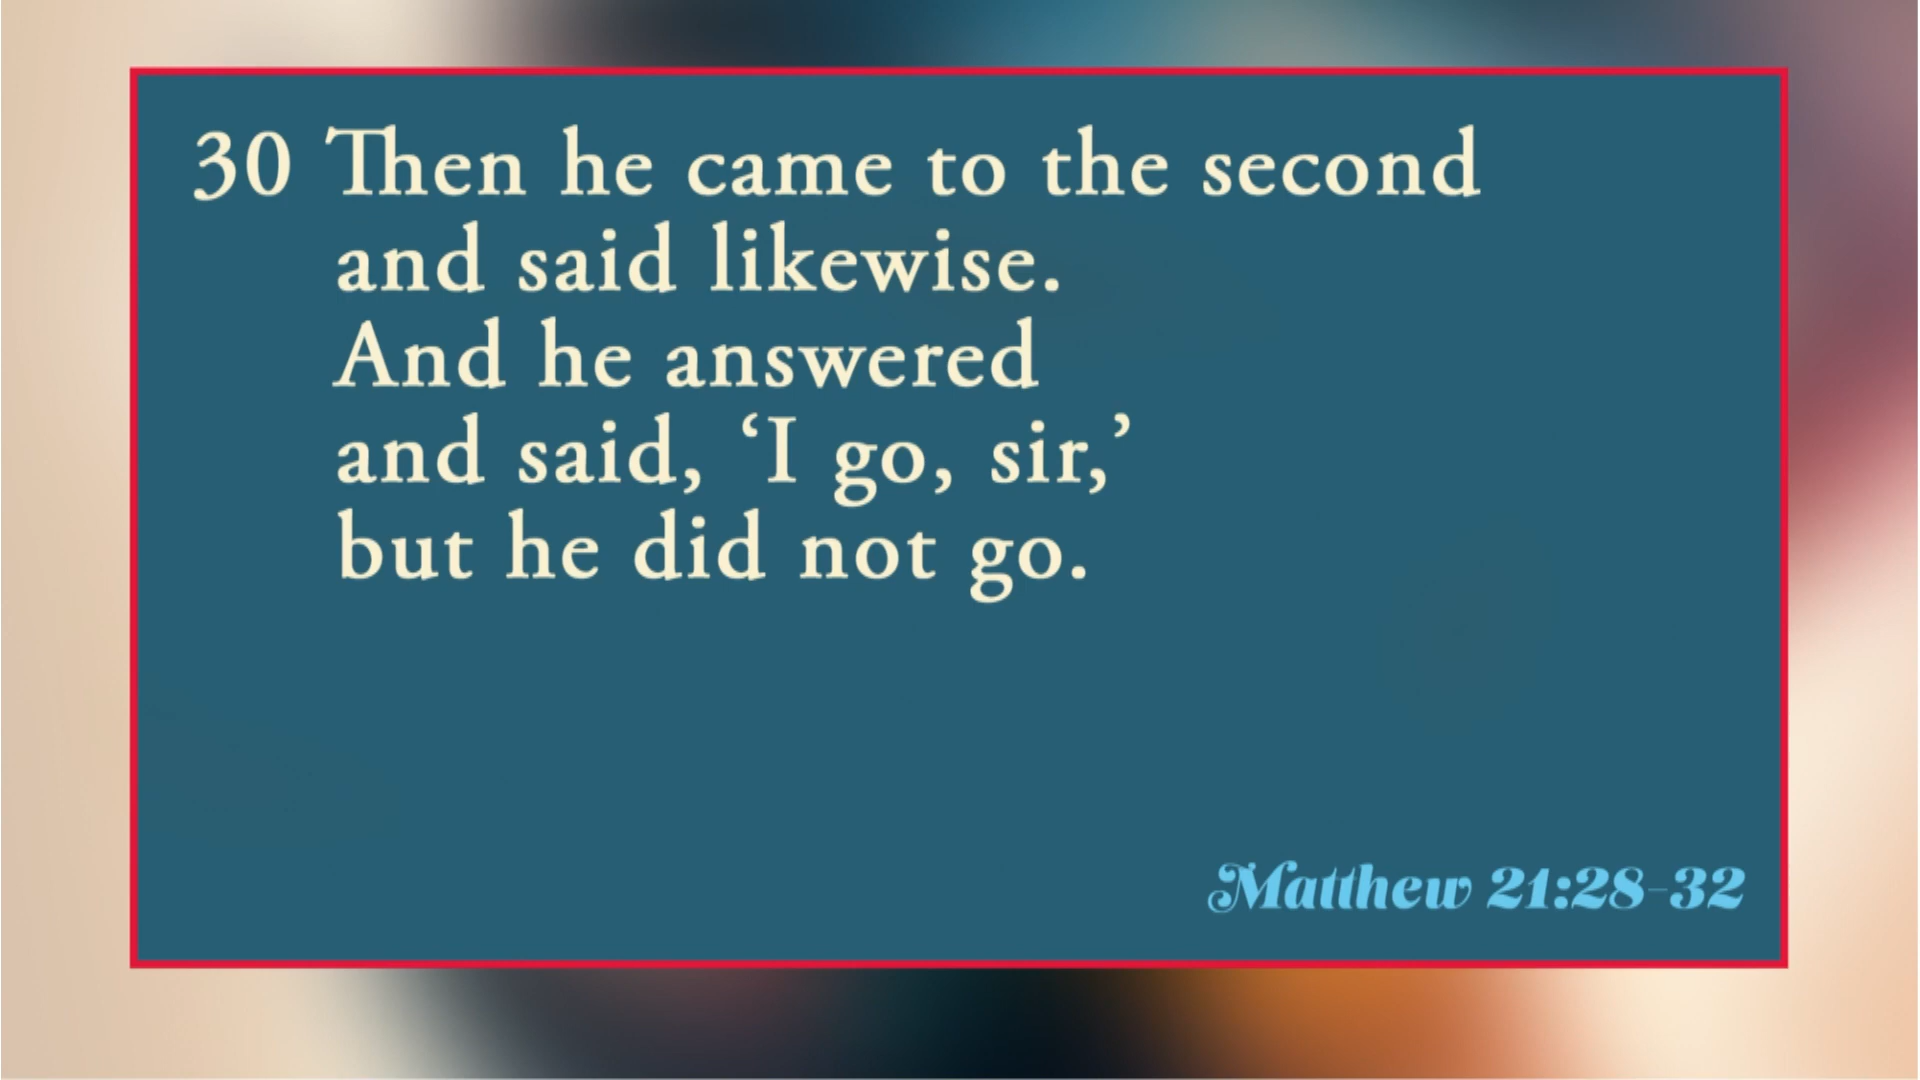 30 Then he came to the second
and said likewise.
And he answered
and said, ‘I go, sir,’
but he did not go.
Matthew 21:28-32